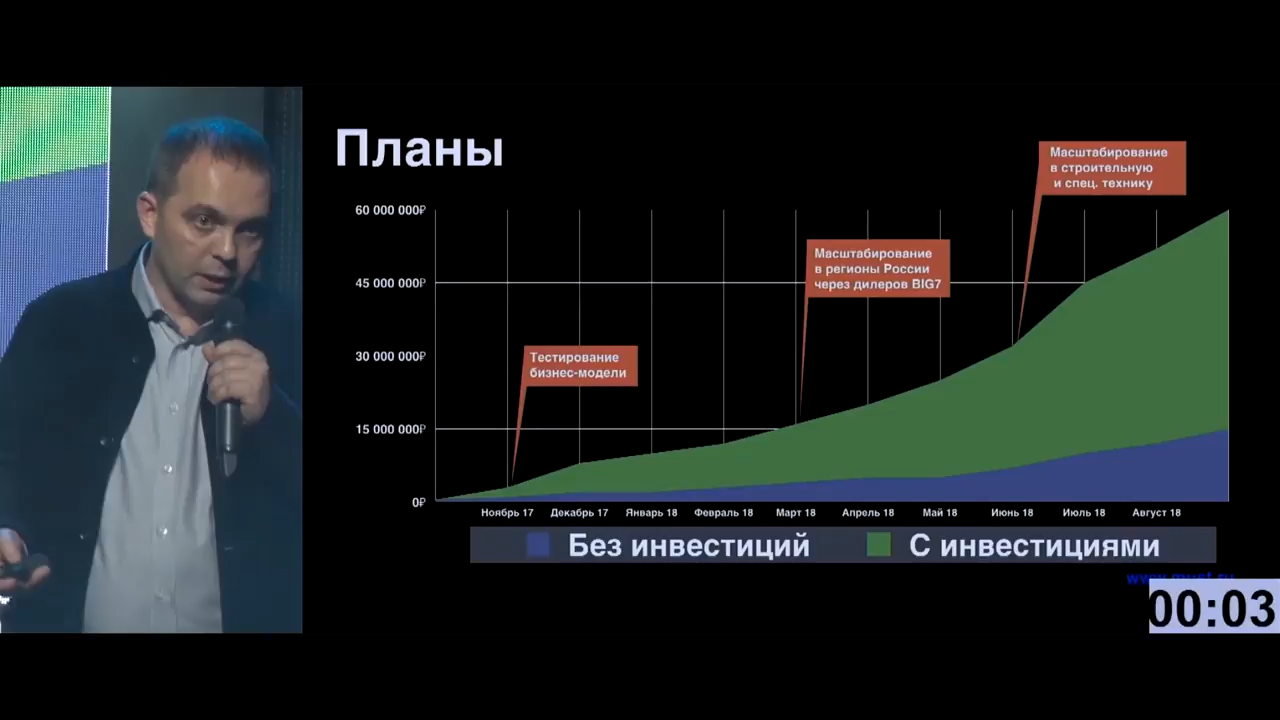 Планы
Масштабирование
в строительную
и спец. технику
60 000 000₽
Масштабирование
в регионы России
через дилеров BIG7
45 000 000₽
Тестирование
бизнес-модели
30 000 000₽
15 000 000₽
0₽
Ноябрь 17 Декабрь 17 Январь 18 Февраль 18 Март 18 Апрель 18 Май 18 Июнь 18 Июль 18 Август 18
Без инвестиций С инвестициями
00:03